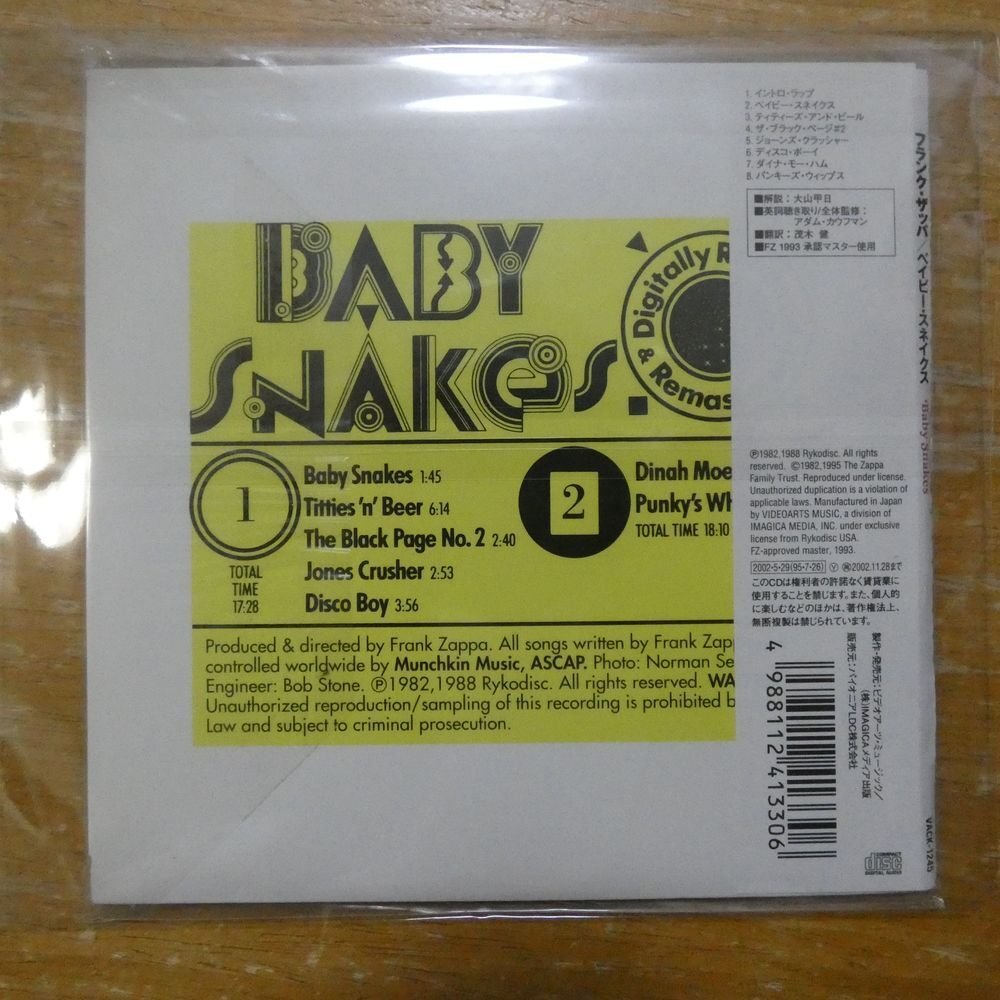 BABY
SNAKES.
& Digitally R
& Remas
1
TOTAL
TIME
17:28
Baby Snakes 1:45
Titties 'n' Beer 6:14
The Black Page No. 2 2:40
Jones Crusher 2:53
Disco Boy 3:56
2
Dinah Moe
Punky's Wh
TOTAL TIME 18:10
Produced & directed by Frank Zappa. All songs written by Frank Zapp
controlled worldwide by Munchkin Music, ASCAP. Photo: Norman Se
Engineer: Bob Stone. Ⓟ1982,1988 Rykodisc. All rights reserved. WA
Unauthorized reproduction/sampling of this recording is prohibited b
Law and subject to criminal prosecution.
1. イントロ・ラップ
2. ベイビー・スネイクス
3. ティティーズ・アンド・ビール
4. ザ・ブラック・ページ#2
5. ジョーンズ・クラッシャー
6. ディスコ・ボーイ
7. ダイナ・モー・ハム
8. パンキーズ・ウィップス
■解説：大山甲日
■英詞聴き取り/全体監修：
アダム・カウフマン
■翻訳：茂木 健
■FZ 1993 承認マスター使用
Ⓟ1982,1988 Rykodisc. All rights
reserved. ©1982,1995 The Zappa
Family Trust. Reproduced under license.
Unauthorized duplication is a violation of
applicable laws. Manufactured in Japan
by VIDEOARTS MUSIC, a division of
IMAGICA MEDIA, INC. under exclusive
license from Rykodisc USA.
FZ-approved master, 1993.
2002・5・29(95・7・26) Ⓨ ㊢2002.11.28まで
このCDは権利者の許諾なく賃貸業に
使用することを禁じます。また、個人的
に楽しむなどのほかは、著作権法上、
無断複製は禁じられています。
製作・発売元：ビデオアーツ・ミュージック/
(株)IMAGICAメディア出版
販売元：パイオニアLDC株式会社
4 988112 413306
COMPACT
disc
DIGITAL AUDIO
フランク・ザッパ/ベイビー・スネイクス
"Baby Snakes"
VACK-1245